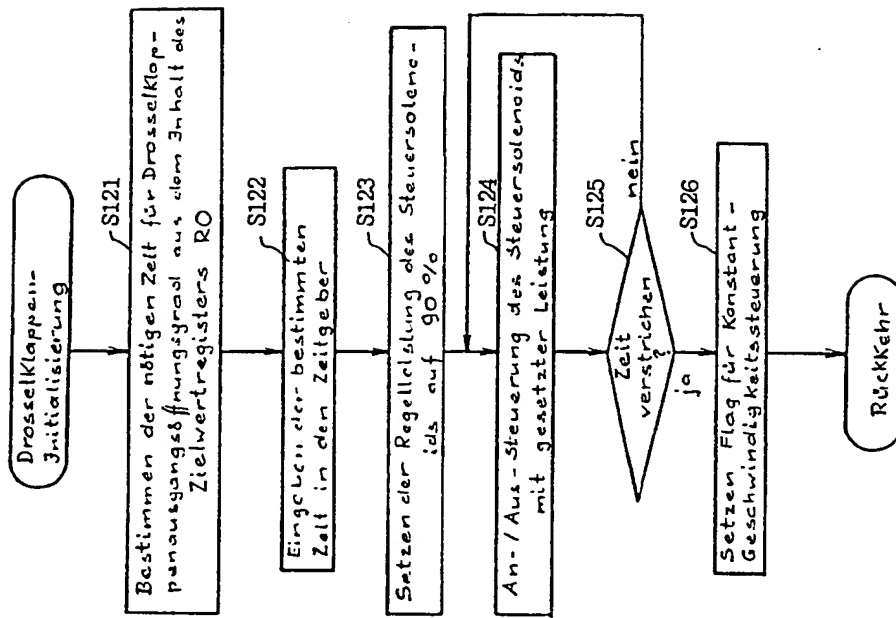 Drosselklappen-
Initialisierung
S121
Bestimmen der nötigen Zeit für Drosselklap-
penausgangsöffnungsgrad aus dem Inhalt des
Zielwertregisters RO
S122
Eingeben der bestimmten
Zeit in den Zeitgeber
S123
Setzen der Regelleistung des Steuersoleno-
ids auf 90 %
S124
An-/Aus-Steuerung des Steuersolenoids
mit gesetzter Leistung
S125
Zeit
verstrichen
?
nein
ja
S126
Setzen Flag für Konstant-
Geschwindigkeitssteuerung
Rückkehr